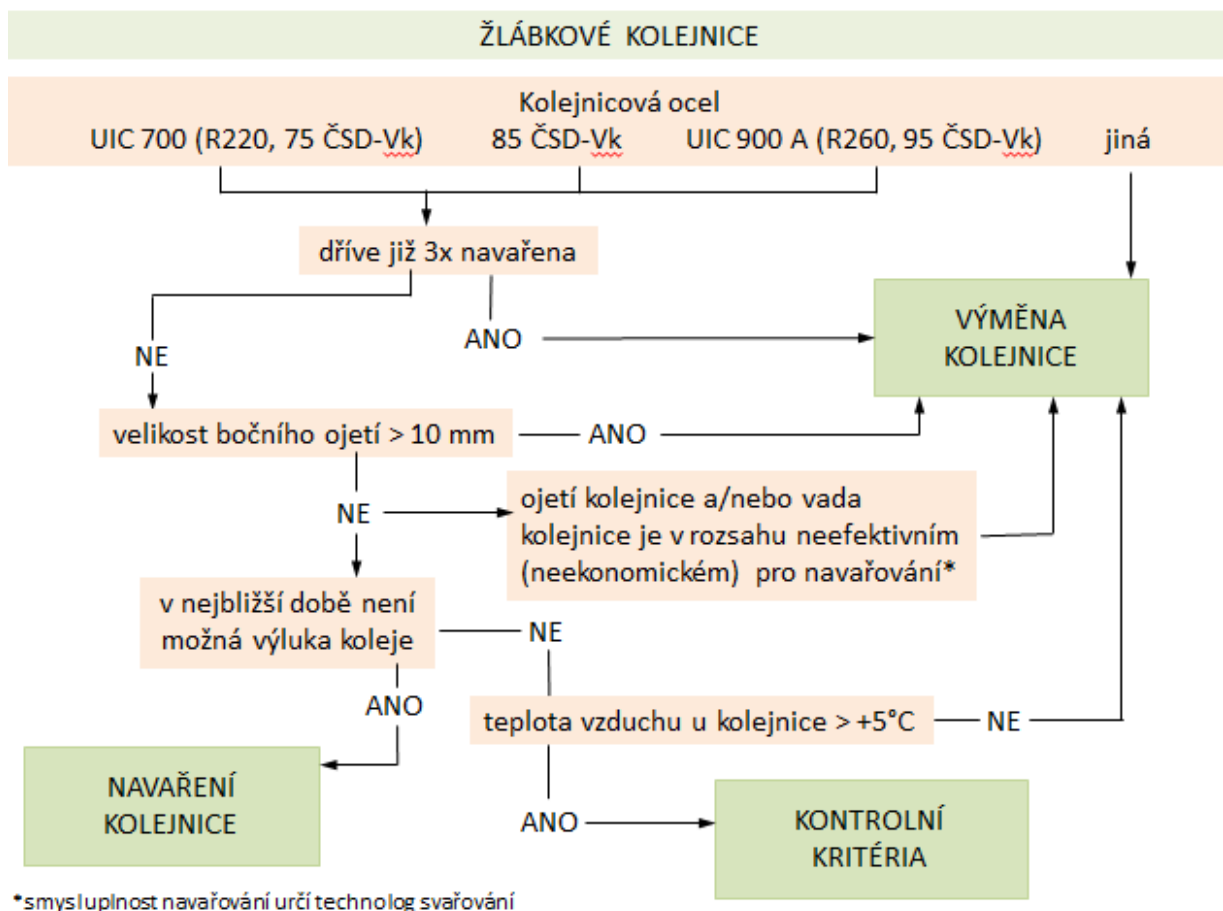 ŽLÁBKOVÉ KOLEJNICE
Kolejnicová ocel
UIC 700 (R220, 75 ČSD-Vk) 85 ČSD-Vk UIC 900 A (R260, 95 ČSD-Vk) jiná
dříve již 3x navařena
VÝMĚNA
KOLEJNICE
ANO
NE
velikost bočního ojetí > 10 mm
ANO
NE
ojetí kolejnice a/nebo vada
kolejnice je v rozsahu neefektivním
(neekonomickém) pro navařování*
v nejbližší době není
možná výluka koleje
NE
ANO
teplota vzduchu u kolejnice > +5°C
NE
NAVAŘENÍ
KOLEJNICE
ANO
KONTROLNÍ
KRITÉRIA
*smysluplnost navařování určí technolog svařování